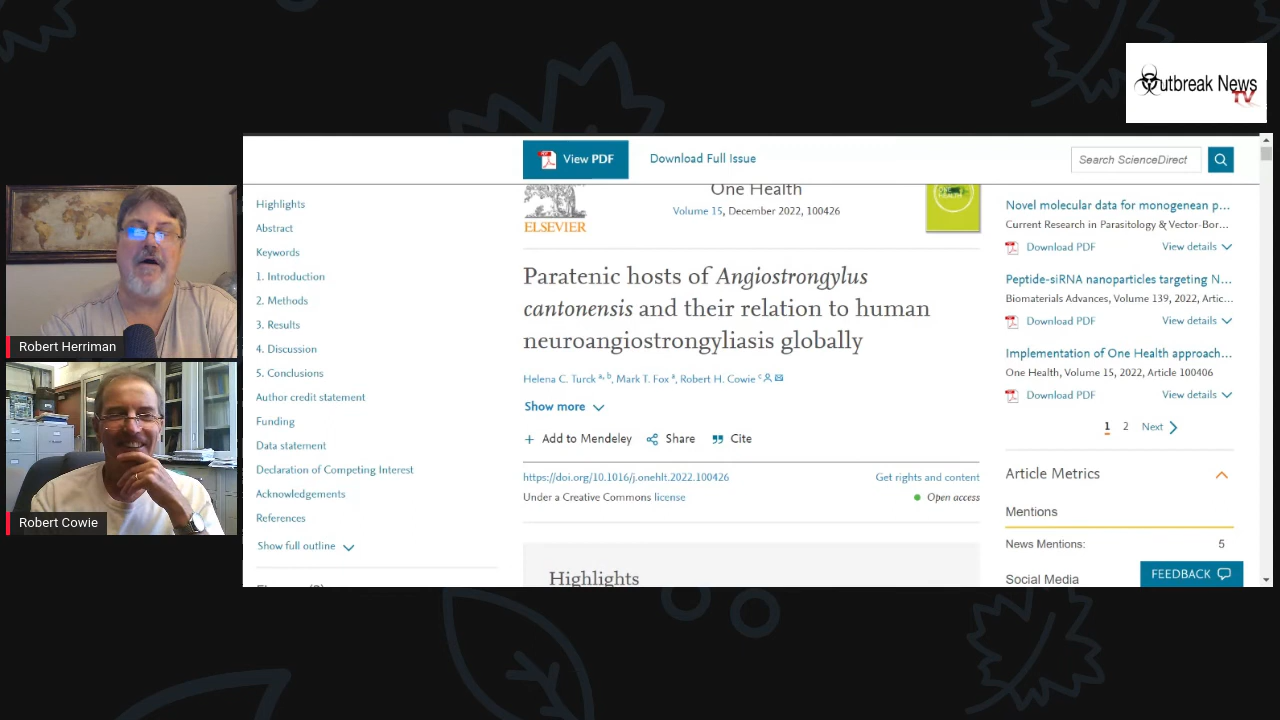 Outbreak News
TV
View PDF
Download Full Issue
Search ScienceDirect
Robert Herriman
Robert Cowie
Highlights
Abstract
Keywords
1. Introduction
2. Methods
3. Results
4. Discussion
5. Conclusions
Author credit statement
Funding
Data statement
Declaration of Competing Interest
Acknowledgements
References
Show full outline
ELSEVIER
One Health
Volume 15, December 2022, 100426
Paratenic hosts of Angiostrongylus
cantonensis and their relation to human
neuroangiostrongyliasis globally
Helena C. Turck a, b, Mark T. Fox a, Robert H. Cowie c
Show more
+ Add to Mendeley Share Cite
https://doi.org/10.1016/j.onehlt.2022.100426
Get rights and content
Under a Creative Commons license
Open access
Highlights
Novel molecular data for monogenean p...
Current Research in Parasitology & Vector-Bor...
Download PDF View details
Peptide-siRNA nanoparticles targeting N...
Biomaterials Advances, Volume 139, 2022, Artic...
Download PDF View details
Implementation of One Health approach...
One Health, Volume 15, 2022, Article 100406
Download PDF View details
1 2 Next
Article Metrics
Mentions
News Mentions: 5
Social Media
FEEDBACK